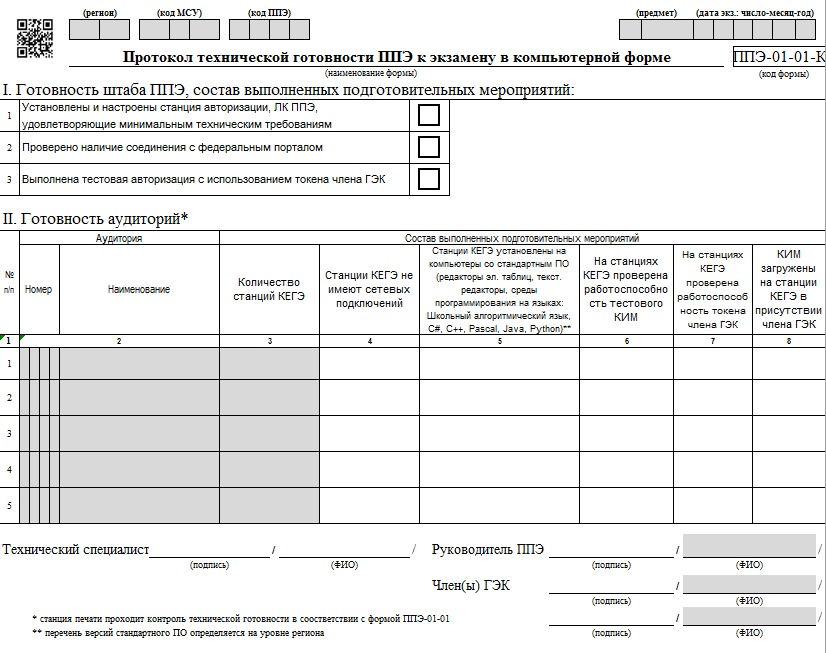 (регион) (код МСУ) (код ППЭ) (предмет) (дата экз.: число-месяц-год)
Протокол технической готовности ППЭ к экзамену в компьютерной форме ППЭ-01-01-К
(наименование формы) (код формы)
I. Готовность штаба ППЭ, состав выполненных подготовительных мероприятий:
1 Установлены и настроены станция авторизации, ЛК ППЭ,
удовлетворяющие минимальным техническим требованиям
2 Проверено наличие соединения с федеральным порталом
3 Выполнена тестовая авторизация с использованием токена члена ГЭК
II. Готовность аудиторий*
№
п/п
Аудитория
Номер
Наименование
Состав выполненных подготовительных мероприятий
Количество
станций КЕГЭ
Станции КЕГЭ не
имеют сетевых
подключений
Станции КЕГЭ установлены на
компьютеры со стандартным ПО
(редакторы эл. таблиц, текст.
редакторы, среды
программирования на языках:
Школьный алгоритмический язык,
C#, C++, Pascal, Java, Python)**
На станциях
КЕГЭ проверена
работоспособно
сть тестового
КИМ
На станциях
КЕГЭ
проверена
работоспособ
ность токена
члена ГЭК
КИМ
загружены
на станции
КЕГЭ в
присутствии
члена ГЭК
1 2 3 4 5 6 7 8
1
2
3
4
5
Технический специалист / / Руководитель ППЭ / /
(подпись) (ФИО) (подпись) (ФИО)
Член(ы) ГЭК / /
(подпись) (ФИО)
* станция печати проходит контроль технической готовности в соостветствии с формой ППЭ-01-01 / /
** перечень версий стандартного ПО определяется на уровне региона (подпись) (ФИО)